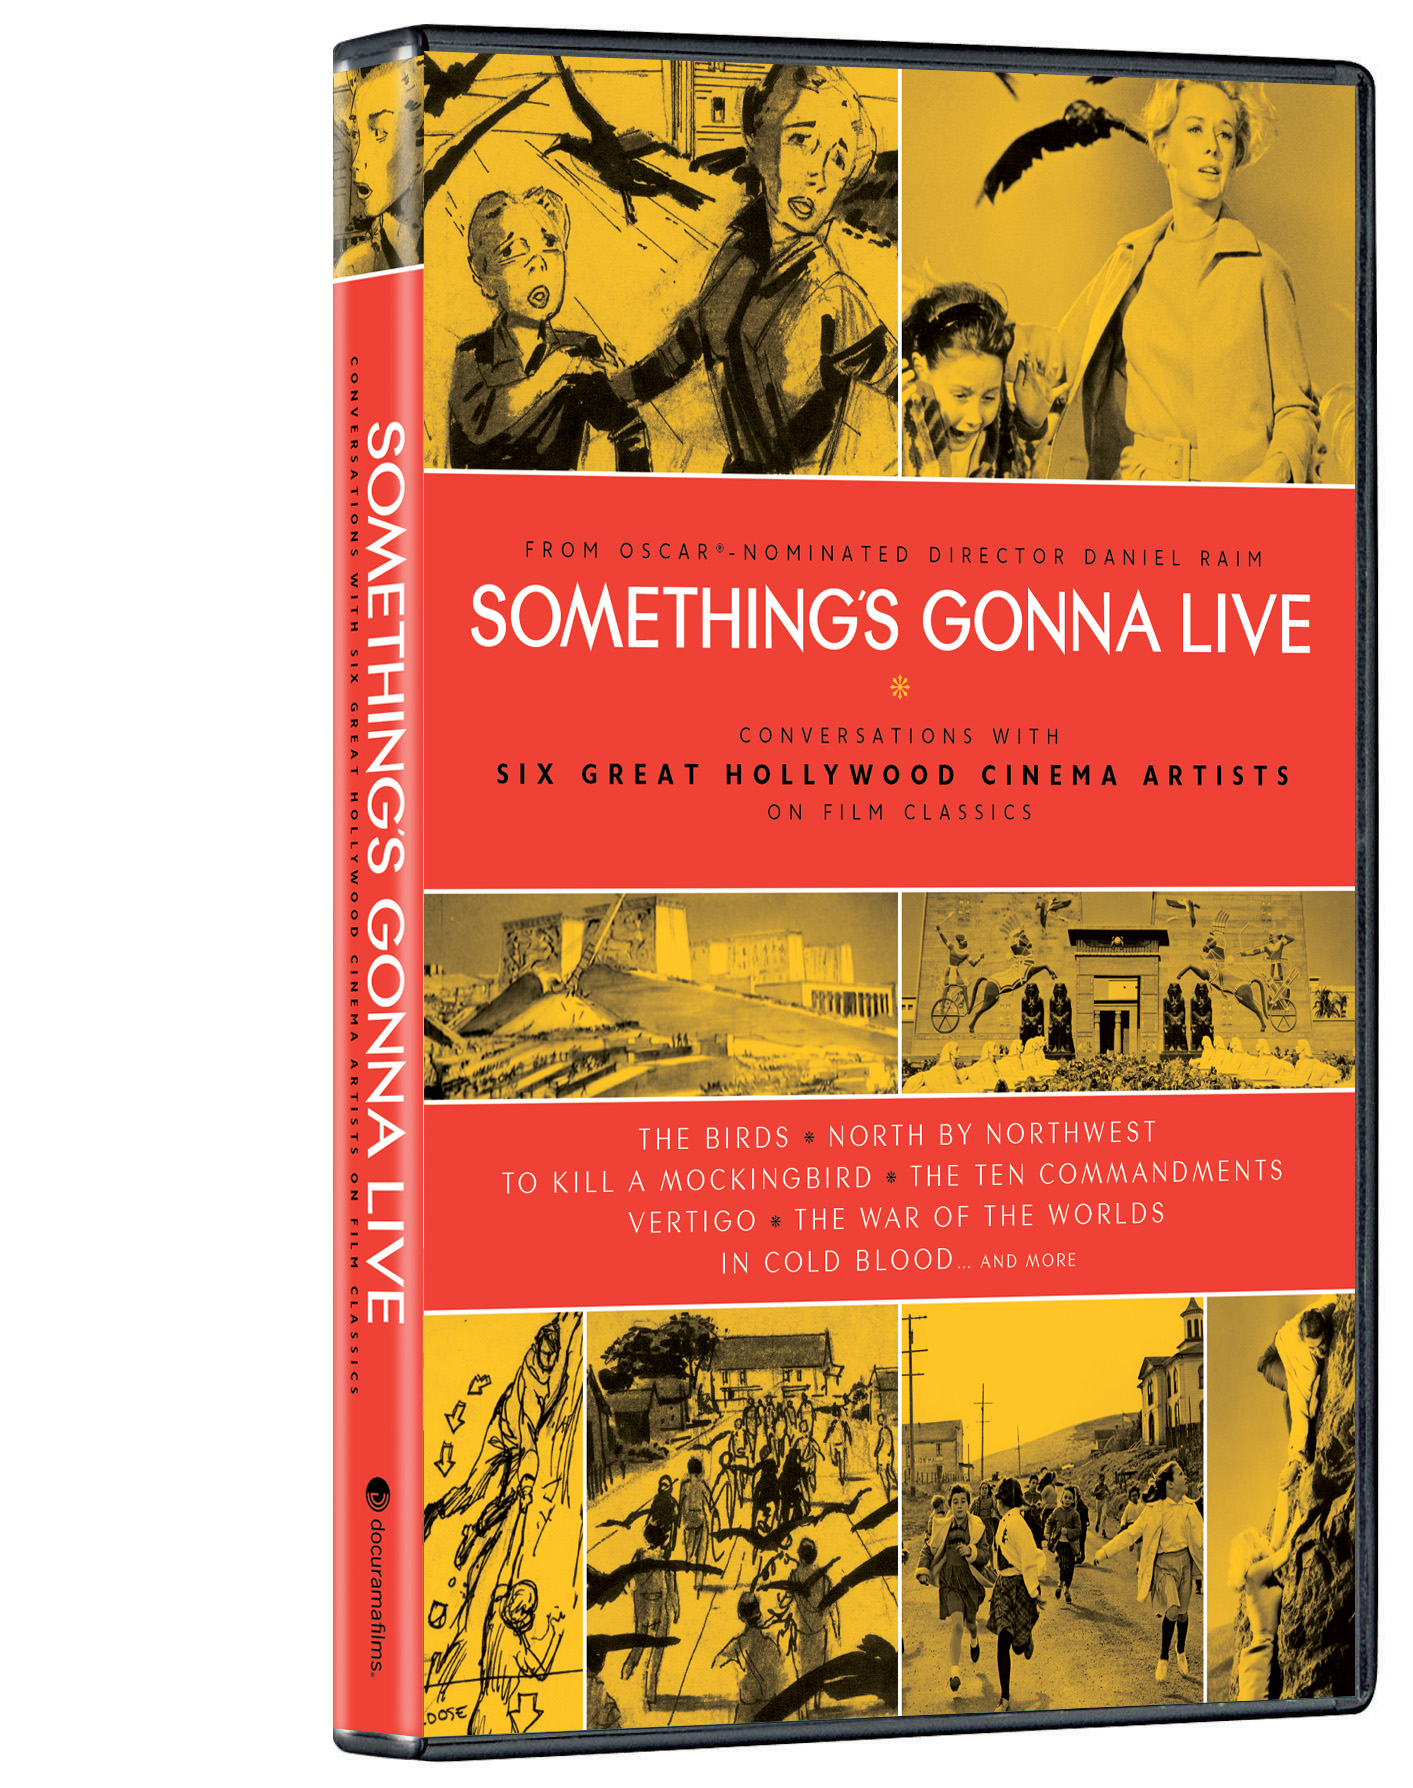 FROM OSCAR®-NOMINATED DIRECTOR DANIEL RAIM
SOMETHING'S GONNA LIVE
CONVERSATIONS WITH
SIX GREAT HOLLYWOOD CINEMA ARTISTS
ON FILM CLASSICS
THE BIRDS * NORTH BY NORTHWEST
TO KILL A MOCKINGBIRD * THE TEN COMMANDMENTS
VERTIGO * THE WAR OF THE WORLDS
IN COLD BLOOD... AND MORE
SOMETHING'S GONNA LIVE
CONVERSATIONS WITH SIX GREAT HOLLYWOOD CINEMA ARTISTS ON FILM CLASSICS
docuramafilms®